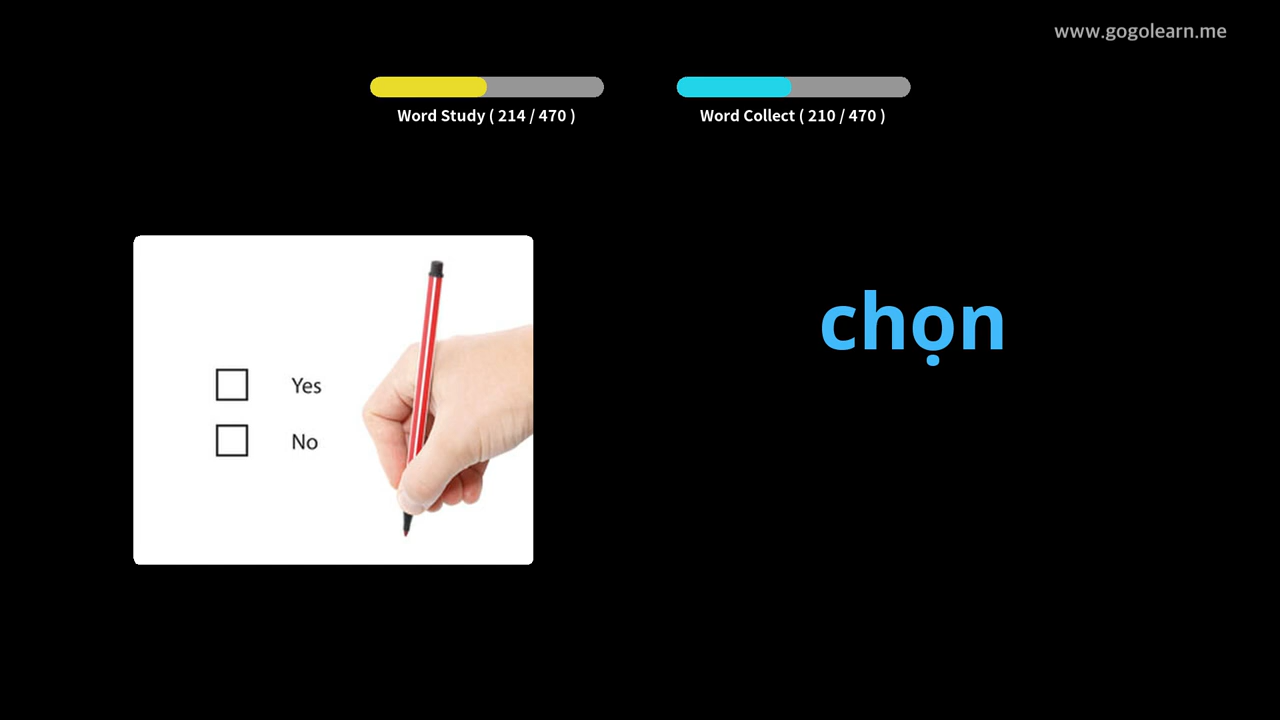 www.gogolearn.me
Word Study ( 214 / 470 )
Word Collect ( 210 / 470 )
chọn
Yes
No